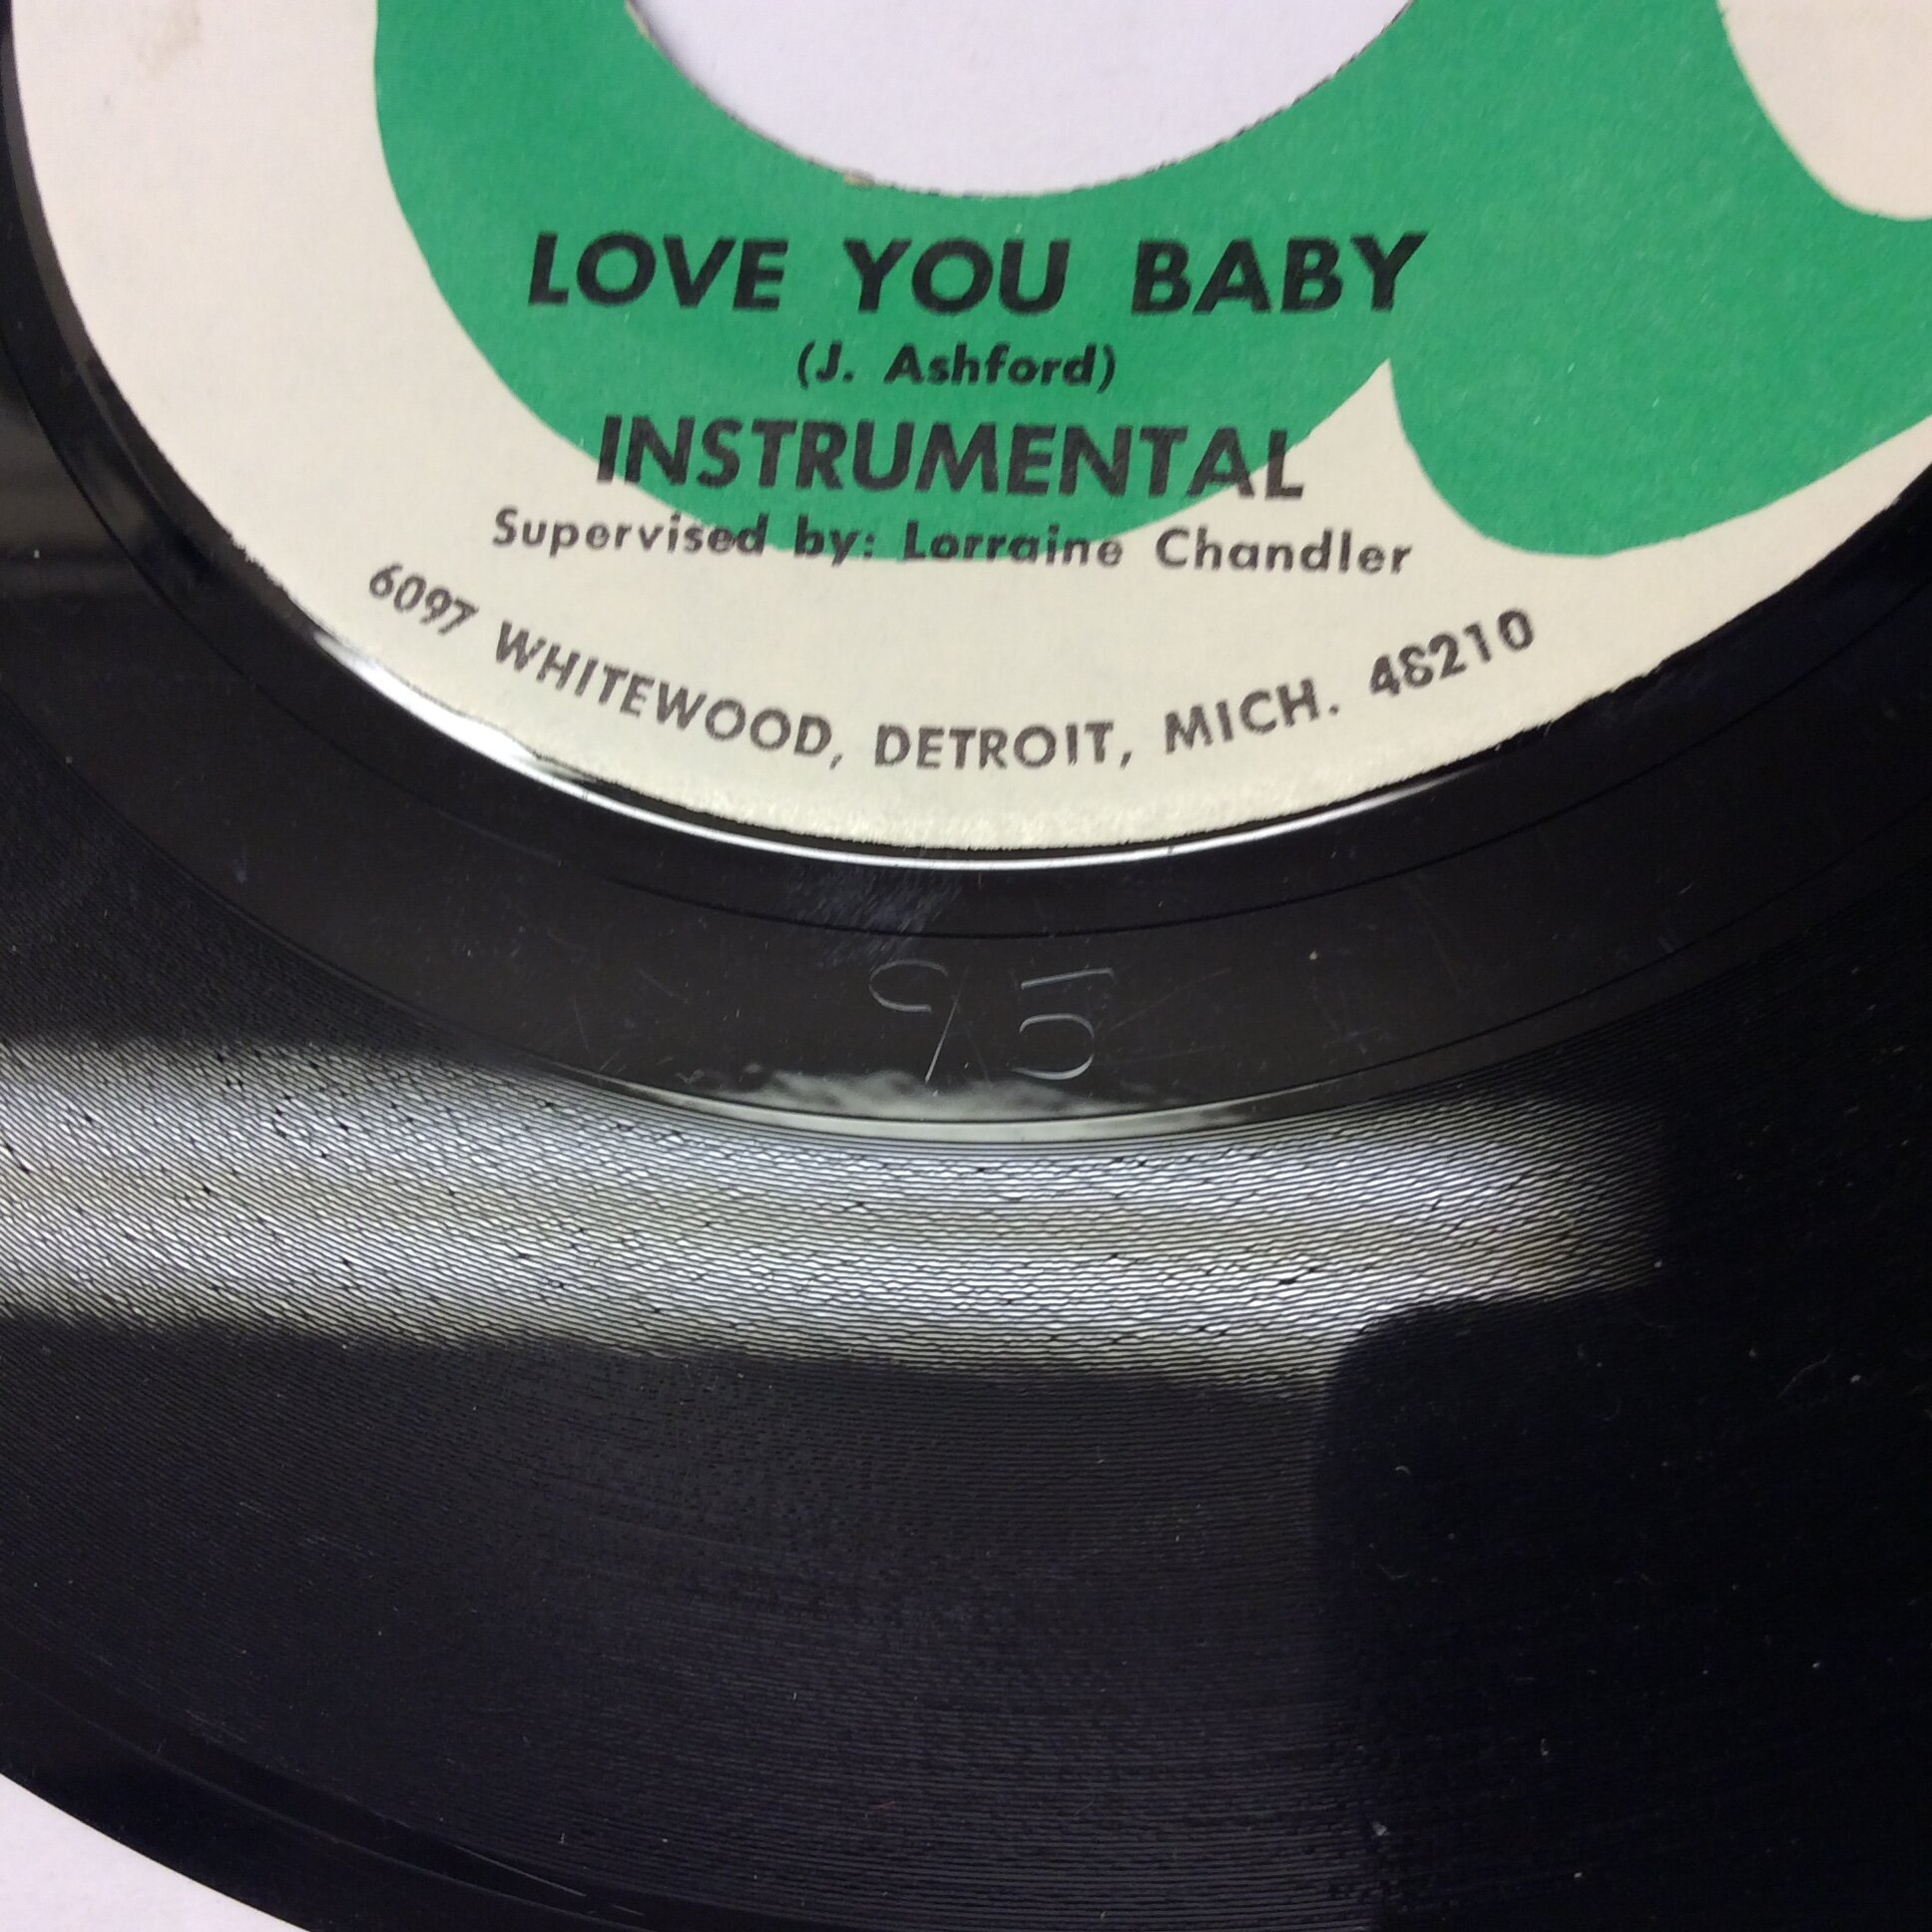 LOVE YOU BABY
(J. Ashford)
INSTRUMENTAL
Supervised by: Lorraine Chandler
6097 WHITEWOOD, DETROIT, MICH. 48210
95